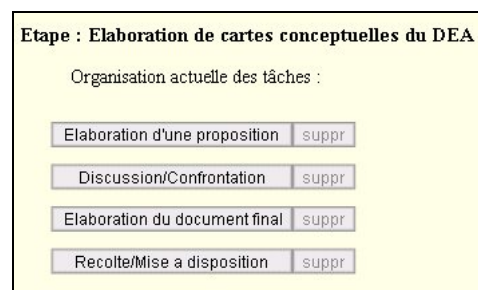 Etape : Elaboration de cartes conceptuelles du DEA
Organisation actuelle des tâches :
Elaboration d'une proposition suppr
Discussion/Confrontation suppr
Elaboration du document final suppr
Recolte/Mise a disposition suppr